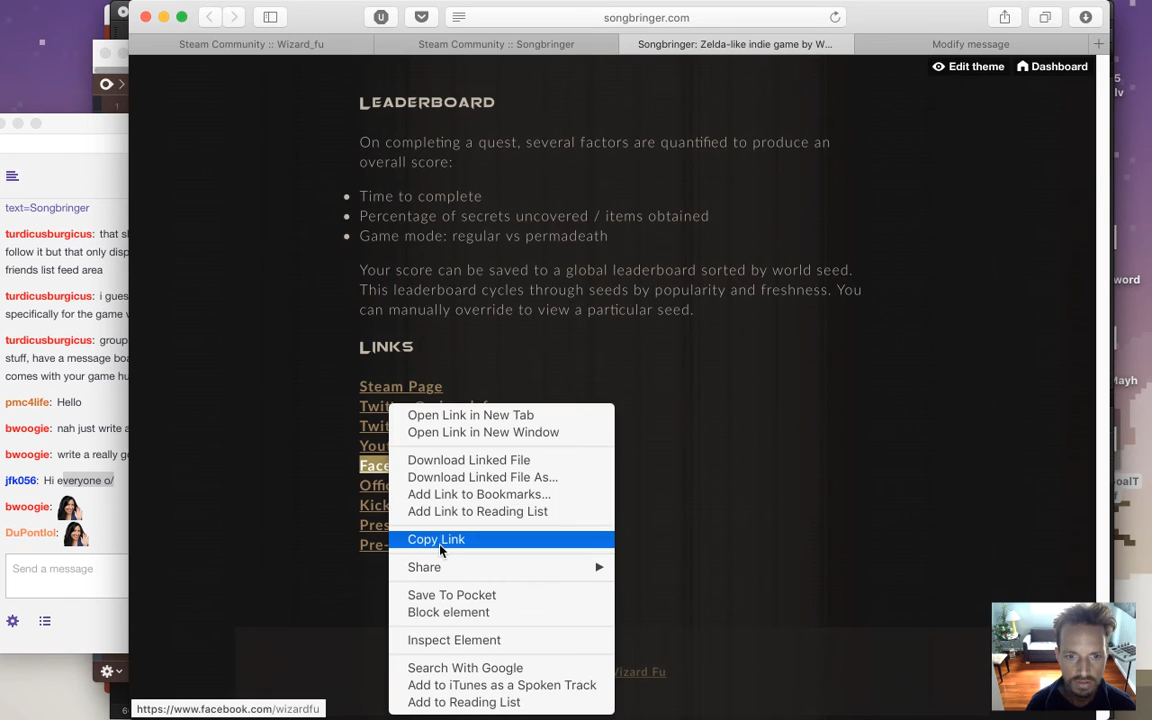 songbringer.com
Steam Community :: Wizard_fu
Steam Community :: Songbringer
Songbringer: Zelda-like indie game by W...
Modify message
Edit theme
Dashboard
LEADERBOARD
On completing a quest, several factors are quantified to produce an
overall score:
Time to complete
Percentage of secrets uncovered / items obtained
Game mode: regular vs permadeath
Your score can be saved to a global leaderboard sorted by world seed.
This leaderboard cycles through seeds by popularity and freshness. You
can manually override to view a particular seed.
LINKS
Steam Page
Open Link in New Tab
Open Link in New Window
Download Linked File
Download Linked File As...
Add Link to Bookmarks...
Add Link to Reading List
Copy Link
Share
Save To Pocket
Block element
Inspect Element
Search With Google
Add to iTunes as a Spoken Track
Add to Reading List
Wizard Fu
https://www.facebook.com/wizardfu
text=Songbringer
turdicusburgicus: that
follow it but that only disp
friends list feed area
turdicusburgicus: i gues
specifically for the game
turdicusburgicus: group
stuff, have a message boa
comes with your game hu
pmc4life: Hello
bwoogie: nah just write a
bwoogie: write a really g
jfk056: Hi everyone o/
bwoogie:
DuPontlol:
Send a message